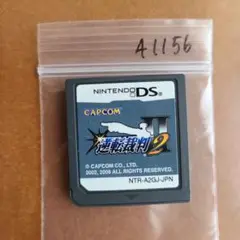 41156
NINTENDO DS
CAPCOM
逆転裁判2
© CAPCOM CO., LTD.
2002, 2006 ALL RIGHTS
RESERVED.
NTR-A2GJ-JPN